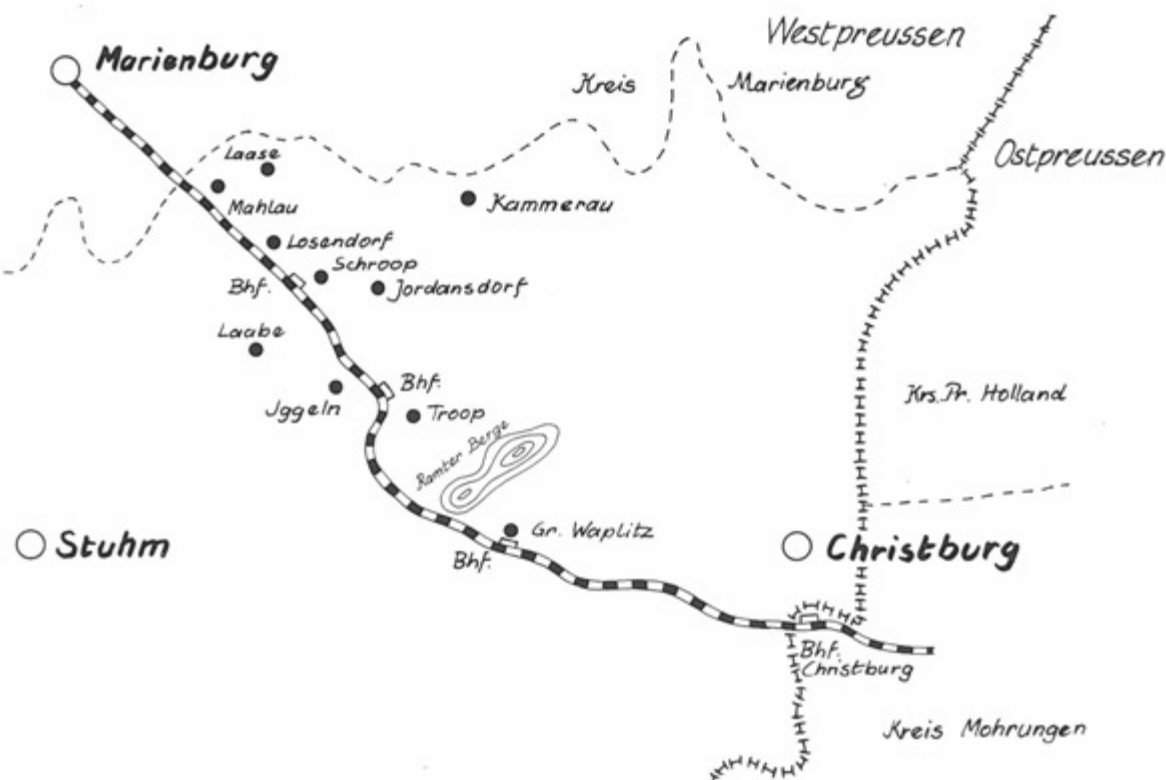 Westpreussen
Marienburg
Kreis Marienburg
Laase
Ostpreussen
Mahlau
Kammerau
Losendorf
Schroop
Bhf.
Jordansdorf
Laabe
Bhf.
Krs. Pr. Holland
Jggeln
Troop
Ramter Berge
Gr. Waplitz
Stuhm
Christburg
Bhf.
Bhf.
Christburg
Kreis Mohrungen